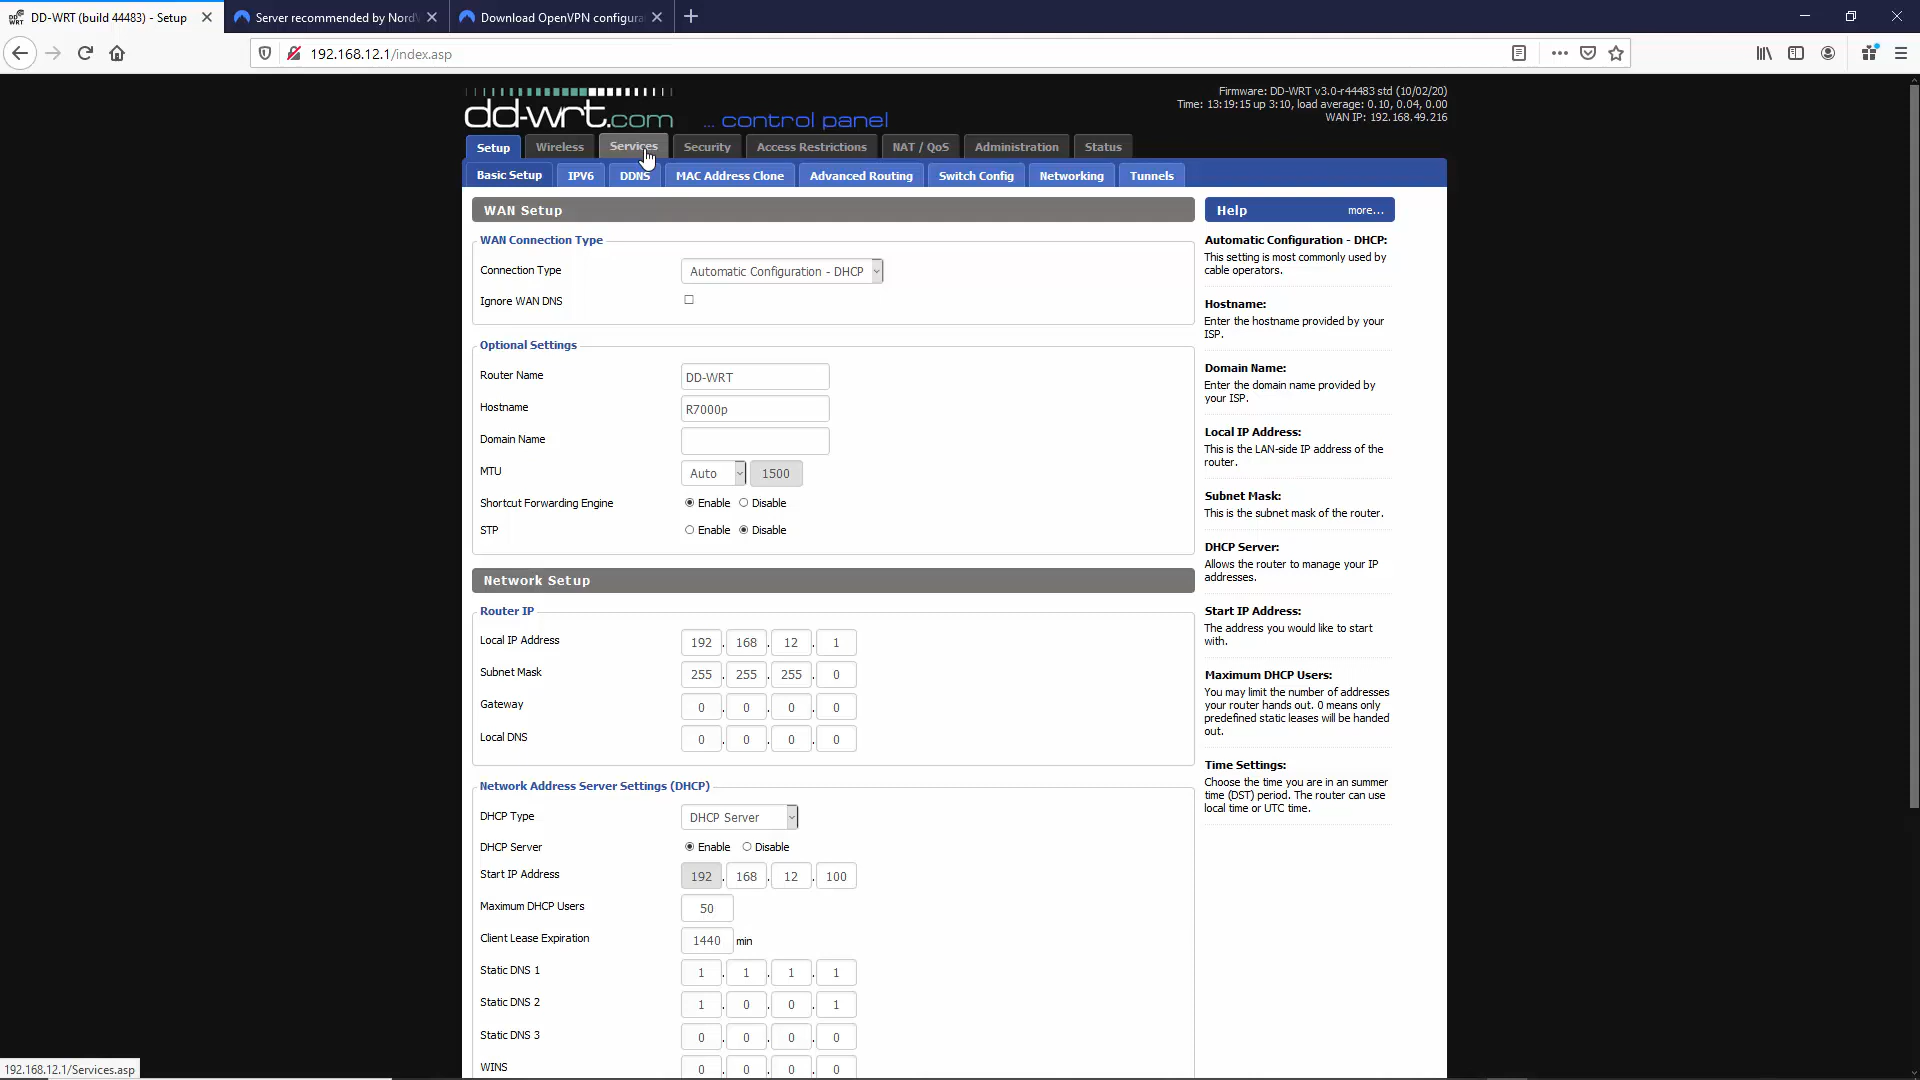 DD-WRT (build 44483) - Setup
Server recommended by NordV
Download OpenVPN configura
192.168.12.1/index.asp
dd-wrt.com
... control panel
Firmware: DD-WRT v3.0-r44483 std (10/02/20)
Time: 13:19:15 up 3:10, load average: 0.10, 0.04, 0.00
WAN IP: 192.168.49.216
Setup Wireless Services Security Access Restrictions NAT / QoS Administration Status
Basic Setup IPV6 DDNS MAC Address Clone Advanced Routing Switch Config Networking Tunnels
WAN Setup
WAN Connection Type
Connection Type Automatic Configuration - DHCP
Ignore WAN DNS
Optional Settings
Router Name DD-WRT
Hostname R7000p
Domain Name
MTU Auto 1500
Shortcut Forwarding Engine Enable Disable
STP Enable Disable
Network Setup
Router IP
Local IP Address 192 . 168 . 12 . 1
Subnet Mask 255 . 255 . 255 . 0
Gateway 0 . 0 . 0 . 0
Local DNS 0 . 0 . 0 . 0
Network Address Server Settings (DHCP)
DHCP Type DHCP Server
DHCP Server Enable Disable
Start IP Address 192 . 168 . 12 . 100
Maximum DHCP Users 50
Client Lease Expiration 1440 min
Static DNS 1 1 . 1 . 1 . 1
Static DNS 2 1 . 0 . 0 . 1
Static DNS 3 0 . 0 . 0 . 0
WINS 0 . 0 . 0 . 0
Help more...
Automatic Configuration - DHCP:
This setting is most commonly used by
cable operators.
Hostname:
Enter the hostname provided by your
ISP.
Domain Name:
Enter the domain name provided by
your ISP.
Local IP Address:
This is the LAN-side IP address of the
router.
Subnet Mask:
This is the subnet mask of the router.
DHCP Server:
Allows the router to manage your IP
addresses.
Start IP Address:
The address you would like to start
with.
Maximum DHCP Users:
You may limit the number of addresses
your router hands out. 0 means only
predefined static leases will be handed
out.
Time Settings:
Choose the time you are in an summer
time (DST) period. The router can use
local time or UTC time.
192.168.12.1/Services.asp